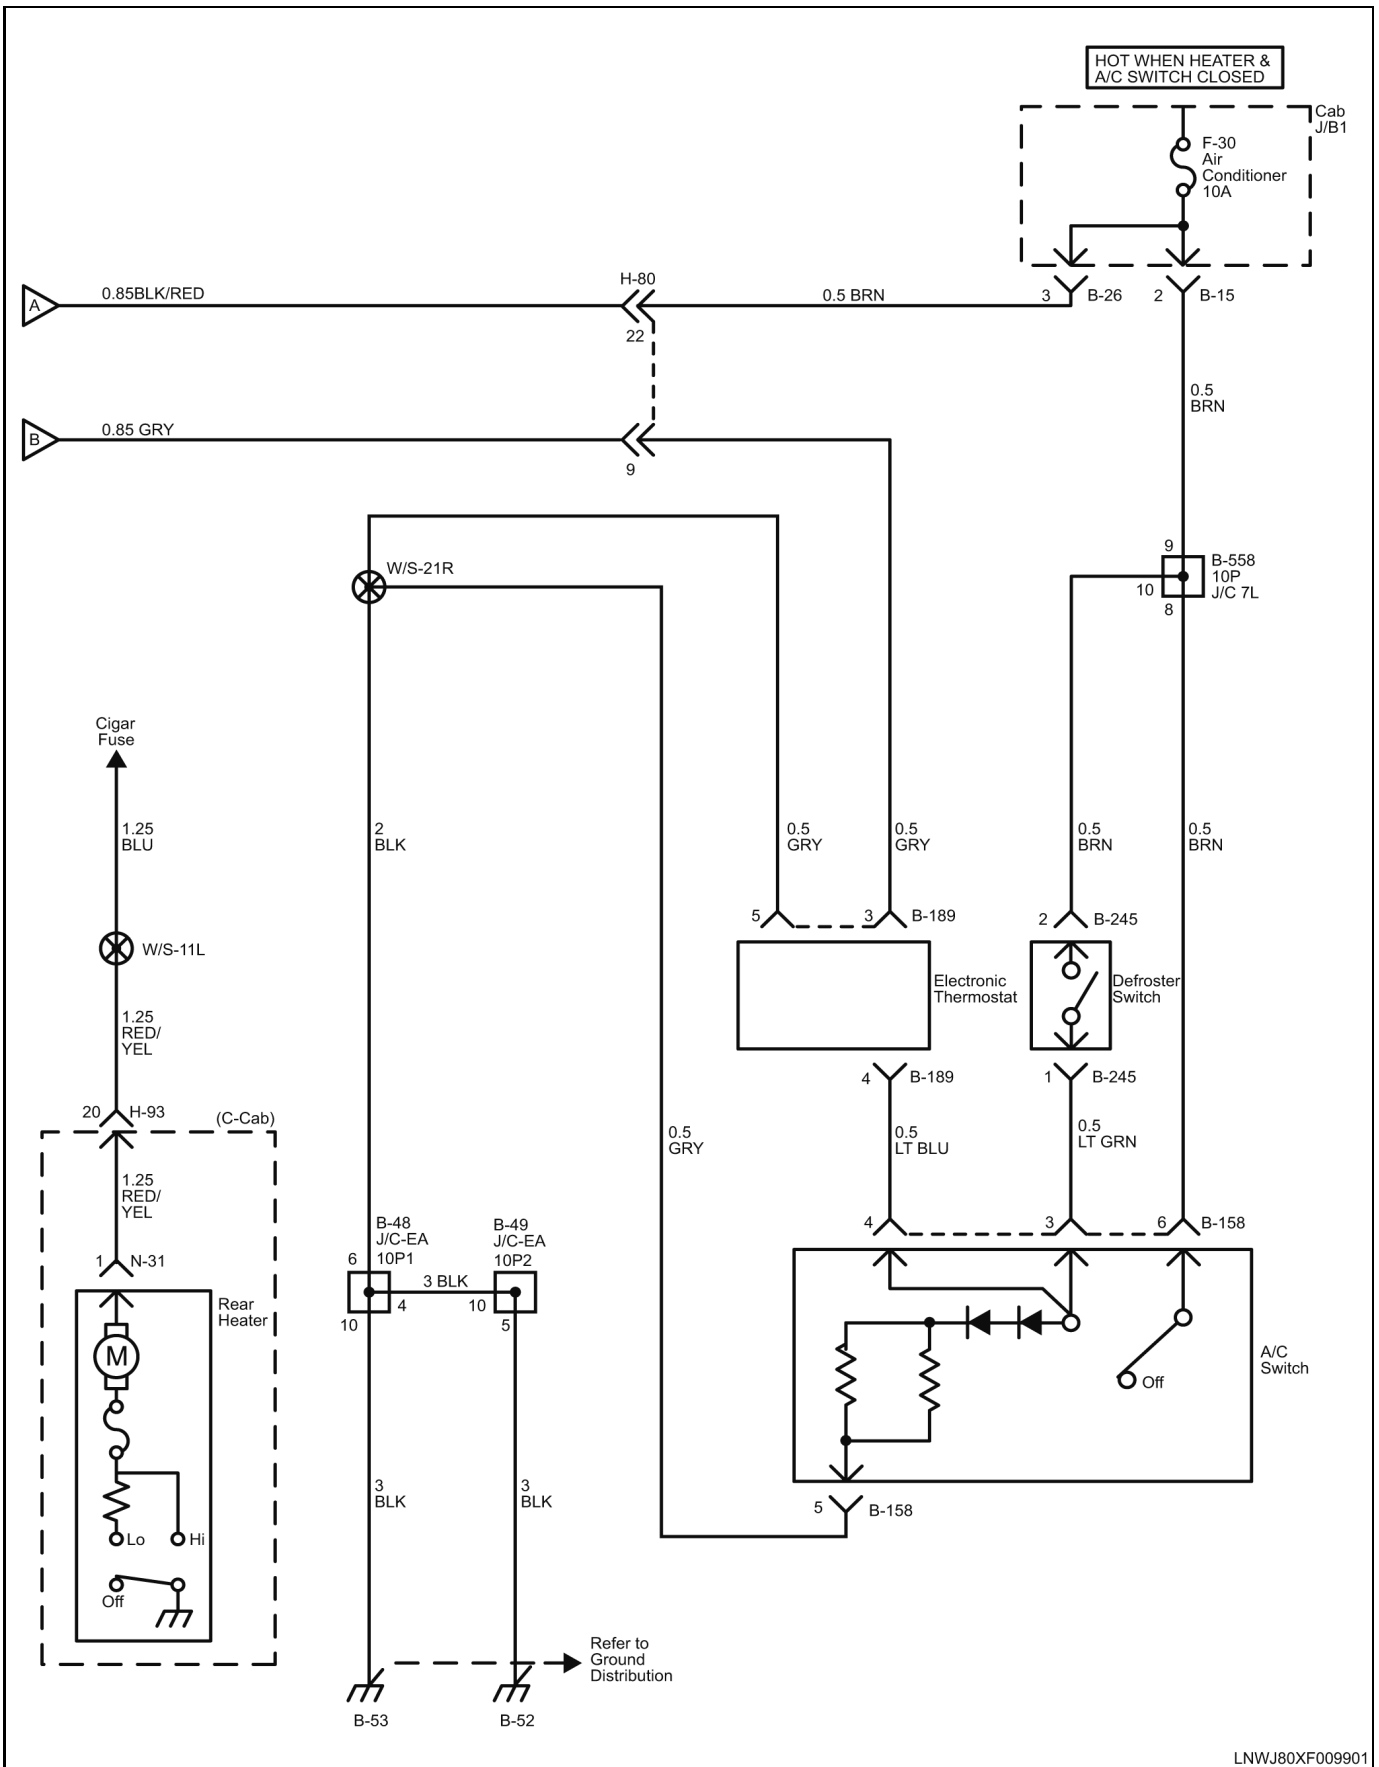 HOT WHEN HEATER &
A/C SWITCH CLOSED
Cab
J/B1
F-30
Air
Conditioner
10A
3
B-26
2
B-15
A
0.85BLK/RED
H-80
22
0.5 BRN
B
0.85 GRY
9
0.5
BRN
9
B-558
10P
J/C 7L
10
8
W/S-21R
Cigar
Fuse
1.25
BLU
2
BLK
0.5
GRY
0.5
GRY
0.5
BRN
0.5
BRN
W/S-11L
5
3
B-189
2
B-245
Electronic
Thermostat
Defroster
Switch
1.25
RED/
YEL
4
B-189
1
B-245
20
H-93
(C-Cab)
0.5
GRY
0.5
LT BLU
0.5
LT GRN
1.25
RED/
YEL
1
N-31
B-48
J/C-EA
10P1
6
4
10
3 BLK
B-49
J/C-EA
10P2
10
5
4
3
6
B-158
Rear
Heater
M
Lo
Hi
Off
A/C
Switch
Off
5
B-158
3
BLK
3
BLK
Refer to
Ground
Distribution
B-53
B-52
LNWJ80XF009901